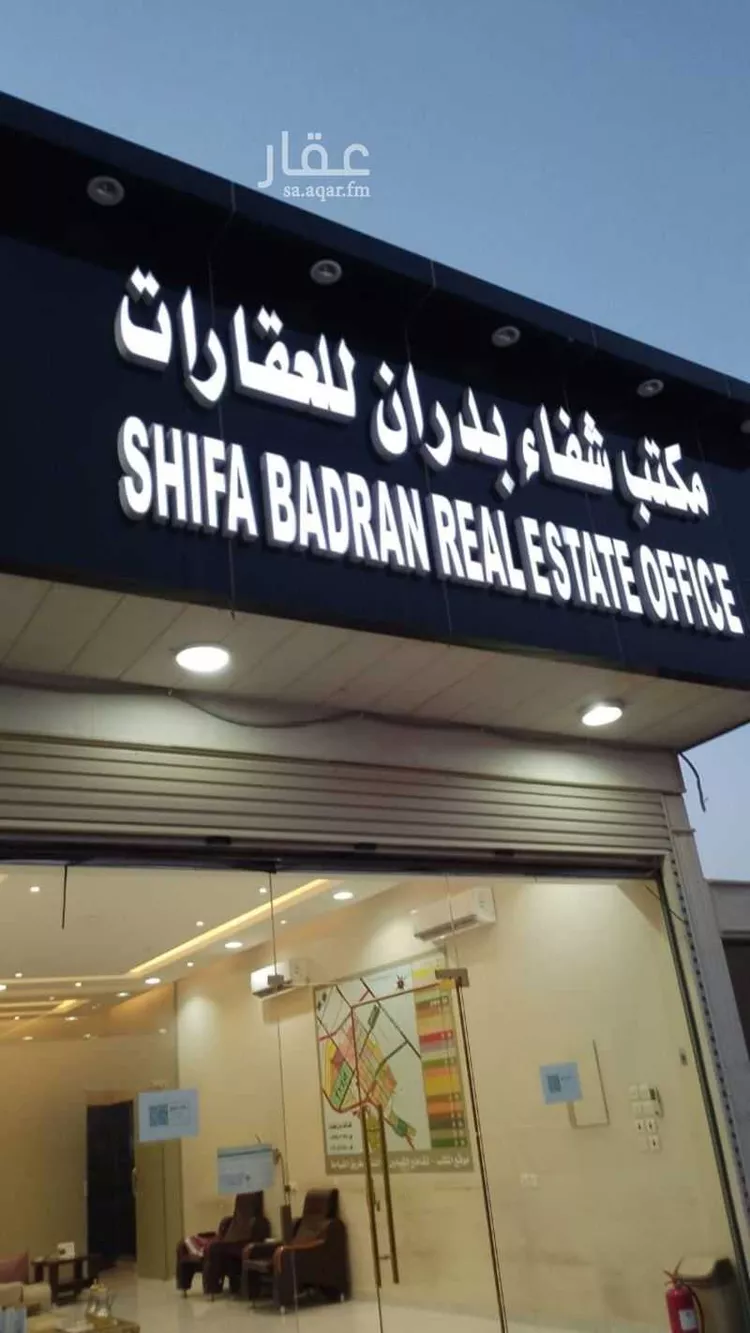 عقار
sa.aqar.fm
مكتب شفاء بدران للعقارات
SHIFA BADRAN REAL ESTATE OFFICE